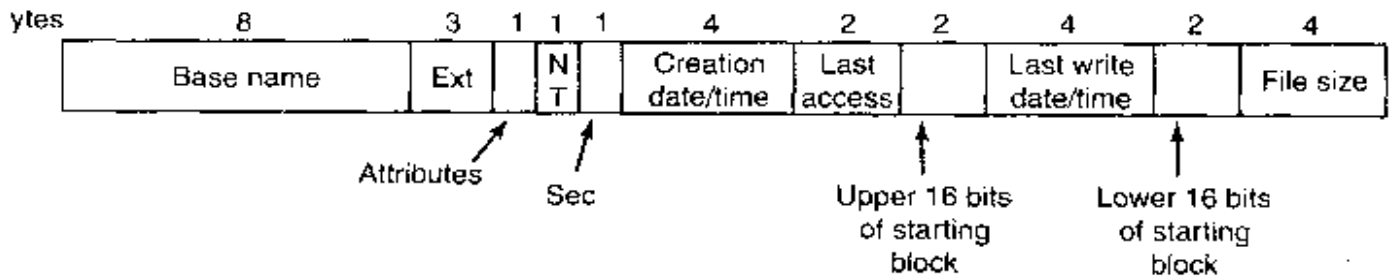 ytes 8 3 1 1 1 4 2 2 4 2 4
Base name Ext N Creation Last Last write File size
T date/time access date/time
Attributes
Sec
Upper 16 bits
of starting
block
Lower 16 bits
of starting
block